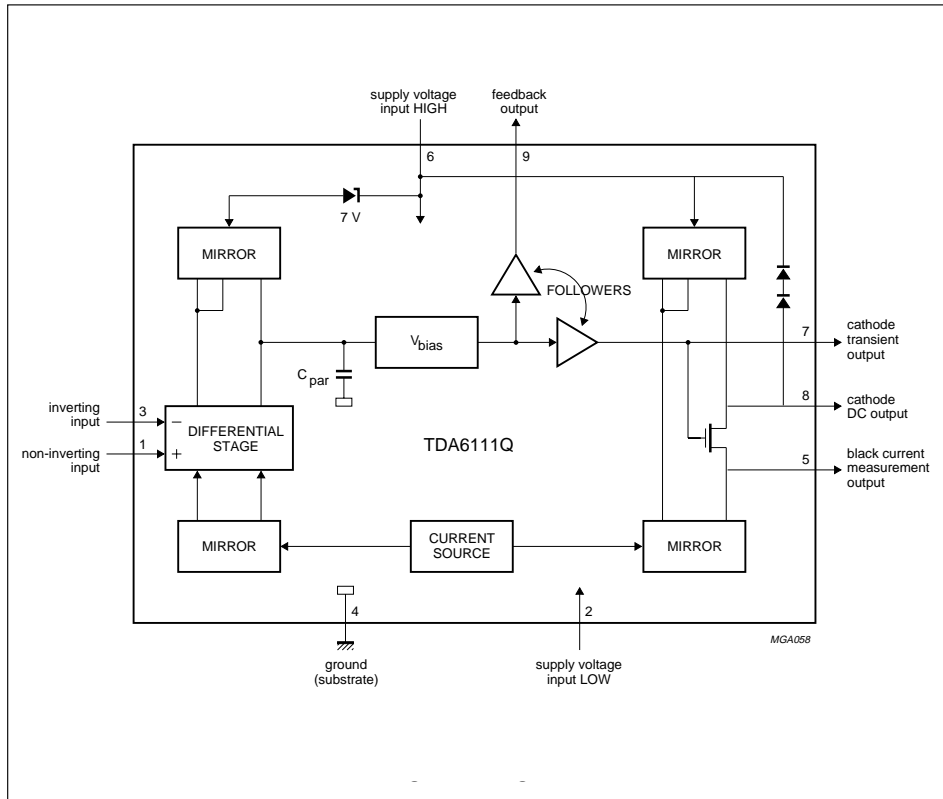 supply voltage
input HIGH
feedback
output
6
9
7 V
MIRROR
MIRROR
FOLLOWERS
Vbias
Cpar
7
cathode
transient
output
8
cathode
DC output
inverting
input
3
−
DIFFERENTIAL
STAGE
non-inverting
input
1
+
TDA6111Q
5
black current
measurement
output
MIRROR
CURRENT
SOURCE
MIRROR
4
2
MGA058
ground
(substrate)
supply voltage
input LOW